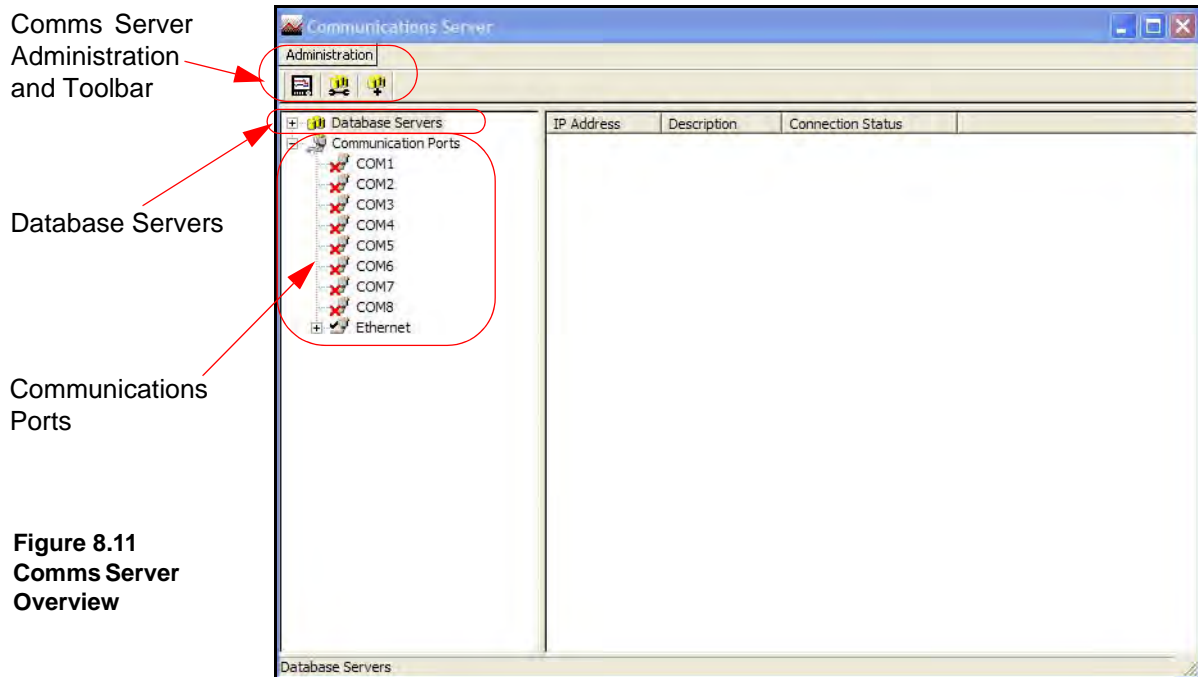 Comms Server
Administration
and Toolbar
Database Servers
Communications
Ports
Figure 8.11
Comms Server
Overview
Communications Server
Administration
Database Servers
Communication Ports
COM1
COM2
COM3
COM4
COM5
COM6
COM7
COM8
Ethernet
IP Address Description Connection Status
Database Servers